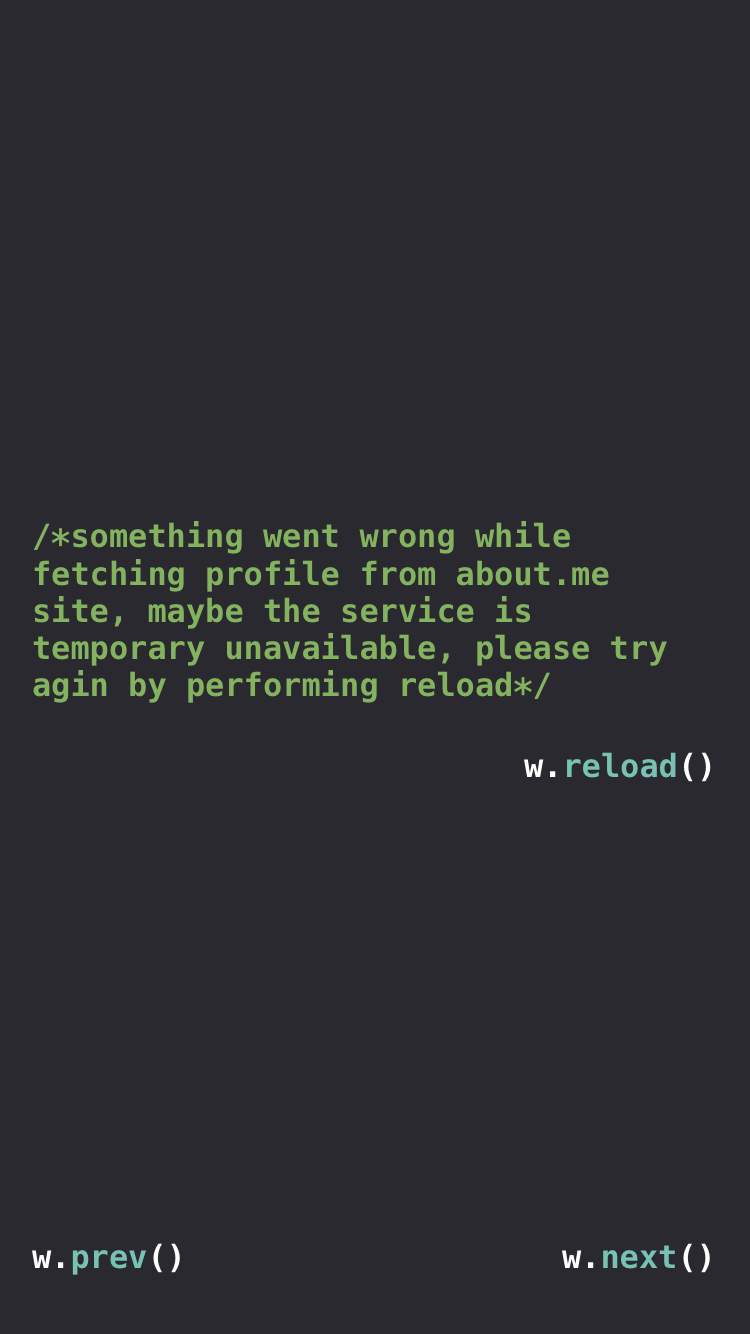 /*something went wrong while
fetching profile from about.me
site, maybe the service is
temporary unavailable, please try
agin by performing reload*/
w.reload()
w.prev()
w.next()